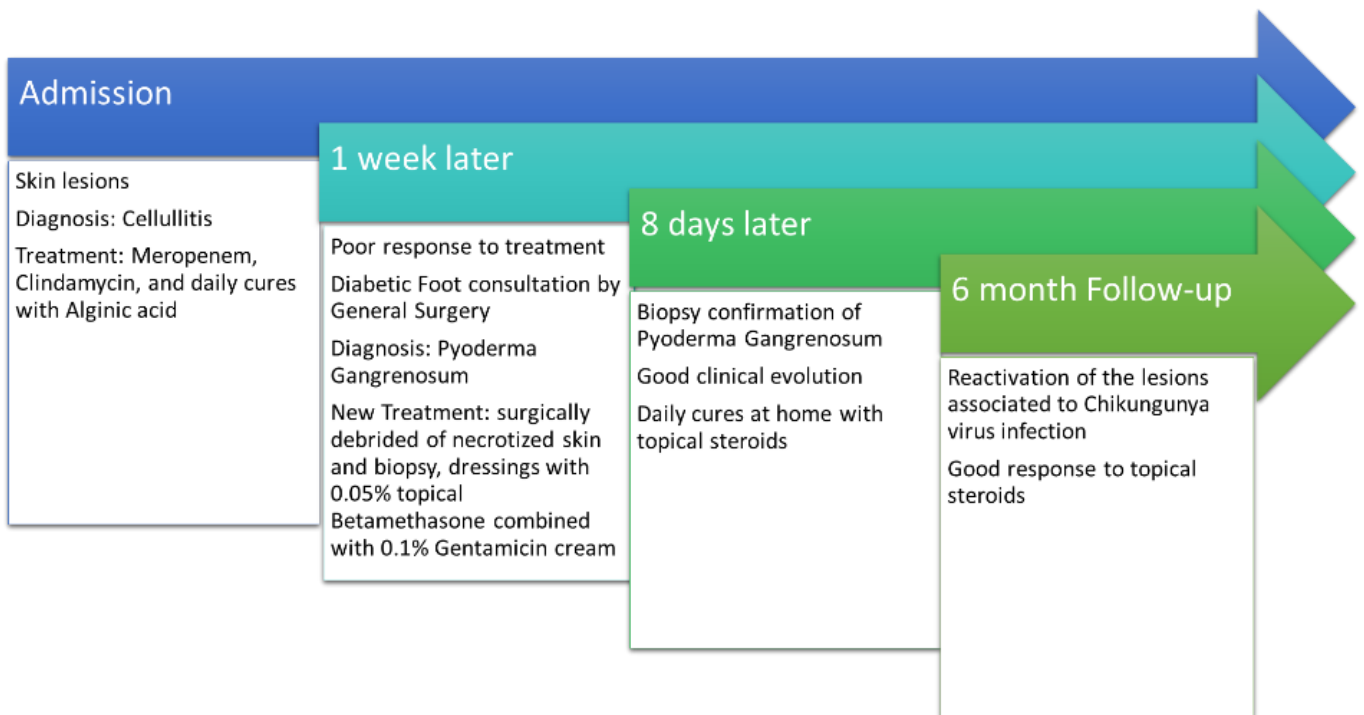 Admission
Skin lesions
Diagnosis: Cellullitis
Treatment: Meropenem,
Clindamycin, and daily cures
with Alginic acid
1 week later
Poor response to treatment
Diabetic Foot consultation by
General Surgery
Diagnosis: Pyoderma
Gangrenosum
New Treatment: surgically
debrided of necrotized skin
and biopsy, dressings with
0.05% topical
Betamethasone combined
with 0.1% Gentamicin cream
8 days later
Biopsy confirmation of
Pyoderma Gangrenosum
Good clinical evolution
Daily cures at home with
topical steroids
6 month Follow-up
Reactivation of the lesions
associated to Chikungunya
virus infection
Good response to topical
steroids